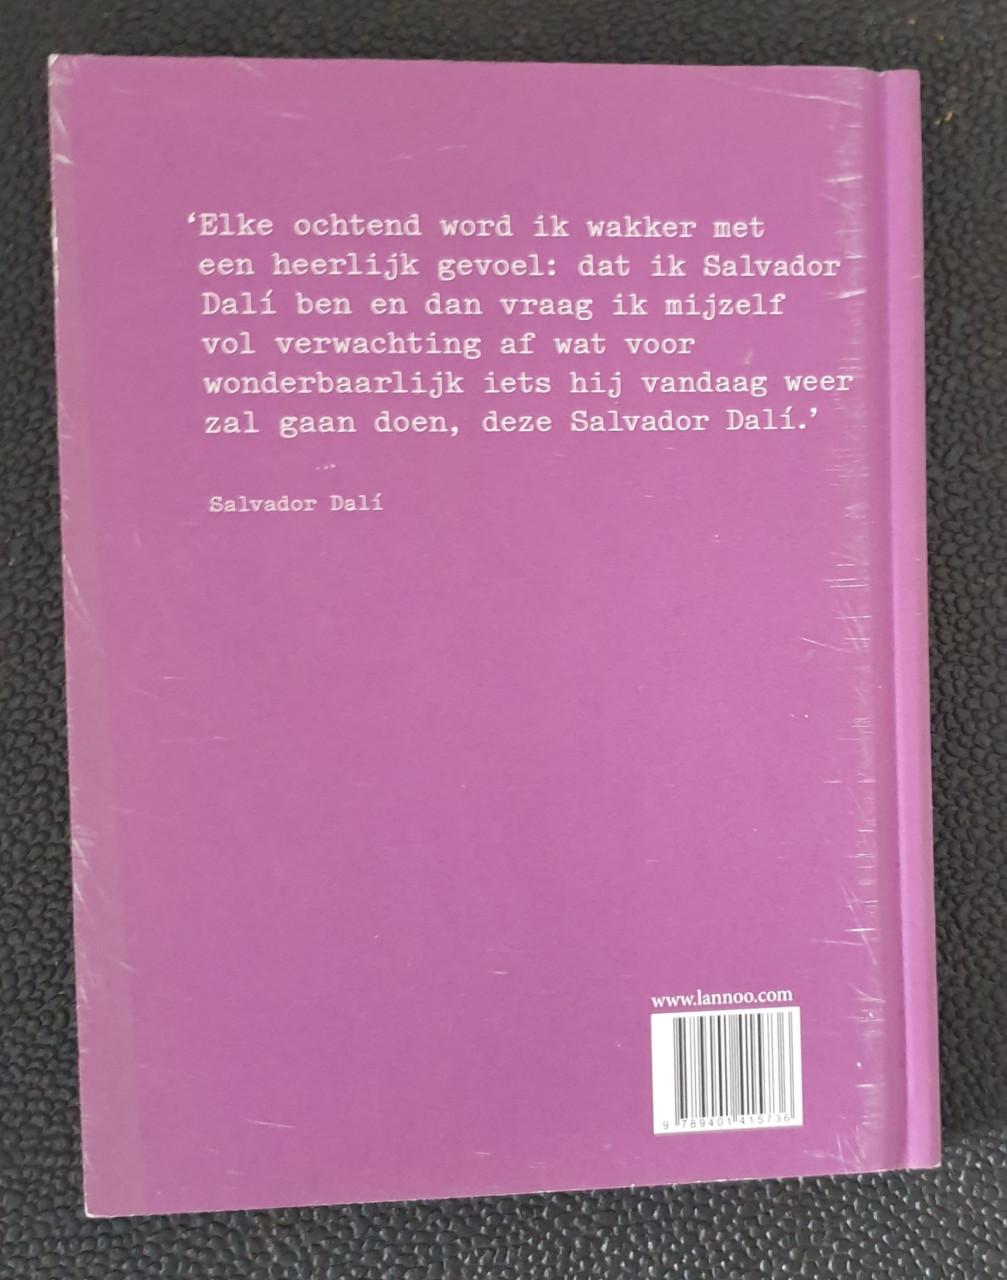 ‘Elke ochtend word ik wakker met
een heerlijk gevoel: dat ik Salvador
Dalí ben en dan vraag ik mijzelf
vol verwachting af wat voor
wonderbaarlijk iets hij vandaag weer
zal gaan doen, deze Salvador Dalí.’
Salvador Dalí
www.lannoo.com
9 789401 415736